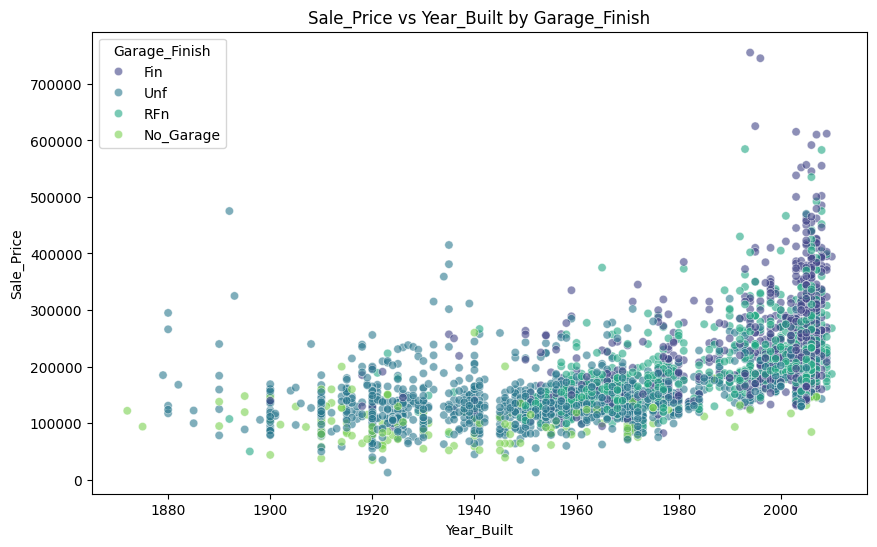 Sale_Price vs Year_Built by Garage_Finish
Garage_Finish
Fin
Unf
RFn
No_Garage
700000
600000
500000
400000
300000
200000
100000
0
Sale_Price
1880
1900
1920
1940
1960
1980
2000
Year_Built